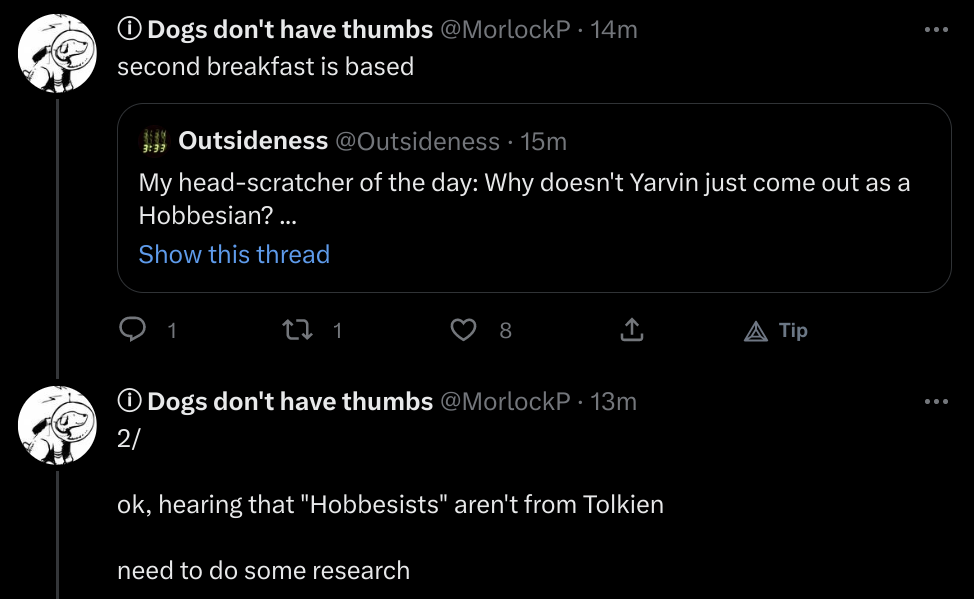 ⓘ Dogs don't have thumbs @MorlockP · 14m
second breakfast is based
Outsideness @Outsideness · 15m
My head-scratcher of the day: Why doesn't Yarvin just come out as a
Hobbesian? ...
Show this thread
1 1 8 Tip
ⓘ Dogs don't have thumbs @MorlockP · 13m
2/
ok, hearing that "Hobbesists" aren't from Tolkien
need to do some research